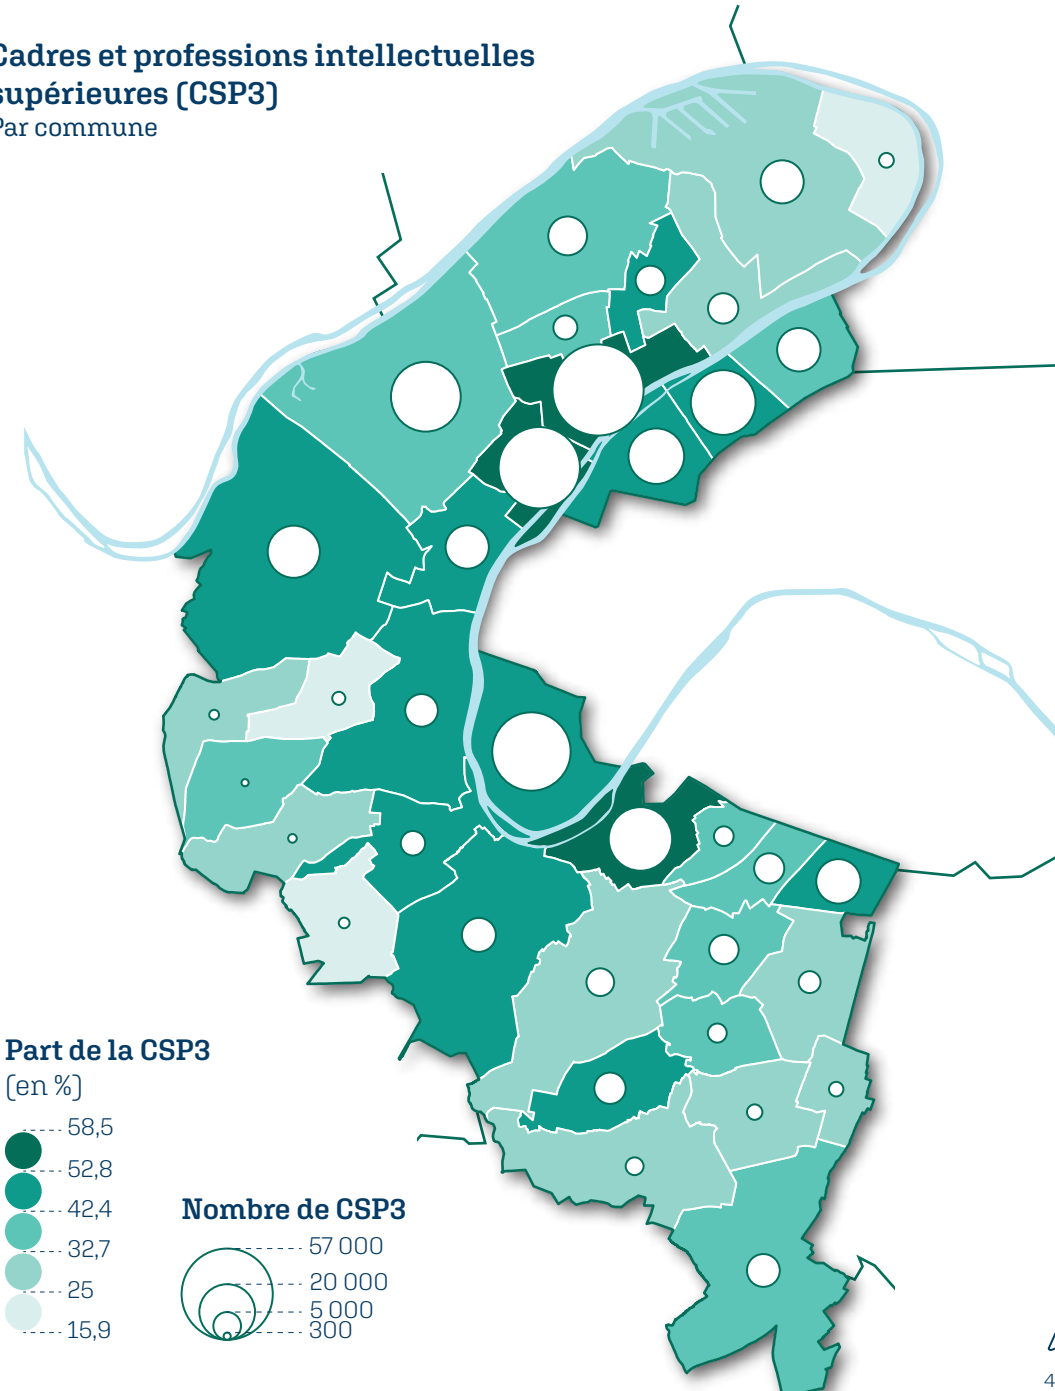 Cadres et professions intellectuelles
supérieures (CSP3)
Par commune
Part de la CSP3
(en %)
58,5
52,8
42,4
32,7
25
15,9
Nombre de CSP3
57 000
20 000
5 000
300
4